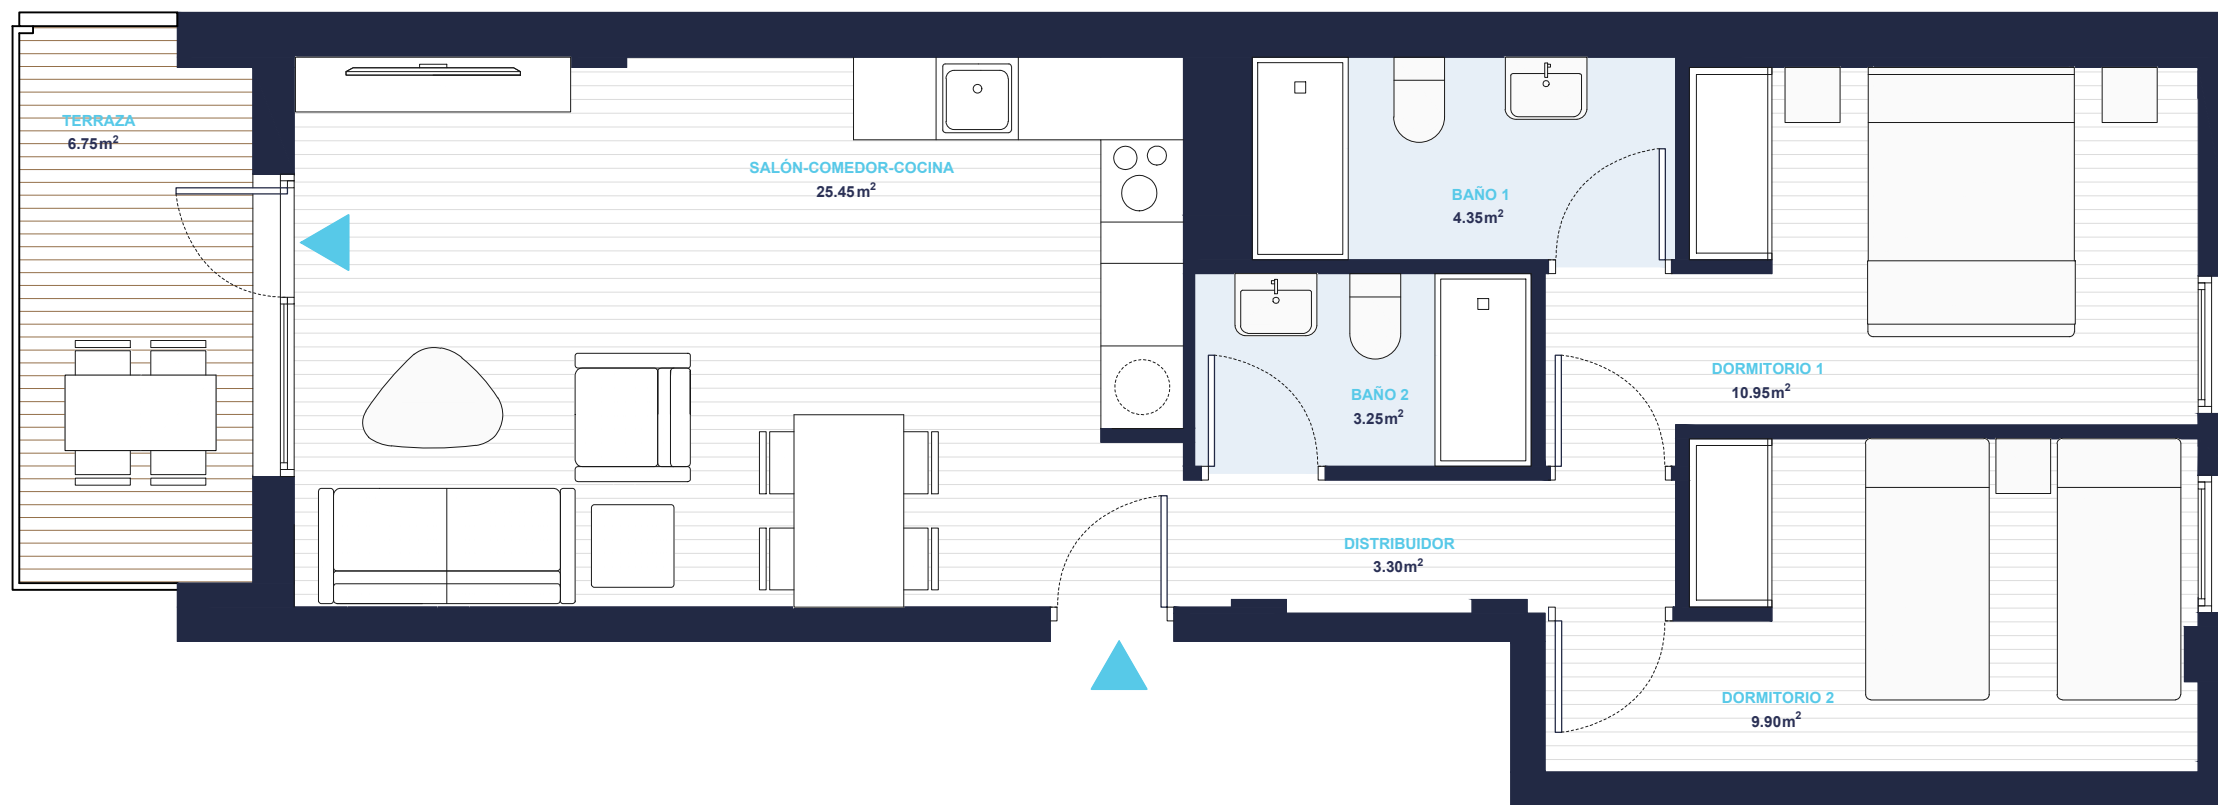 TERRAZA
6.75m²
SALÓN-COMEDOR-COCINA
25.45m²
BAÑO 1
4.35m²
BAÑO 2
3.25m²
DORMITORIO 1
10.95m²
DISTRIBUIDOR
3.30m²
DORMITORIO 2
9.90m²